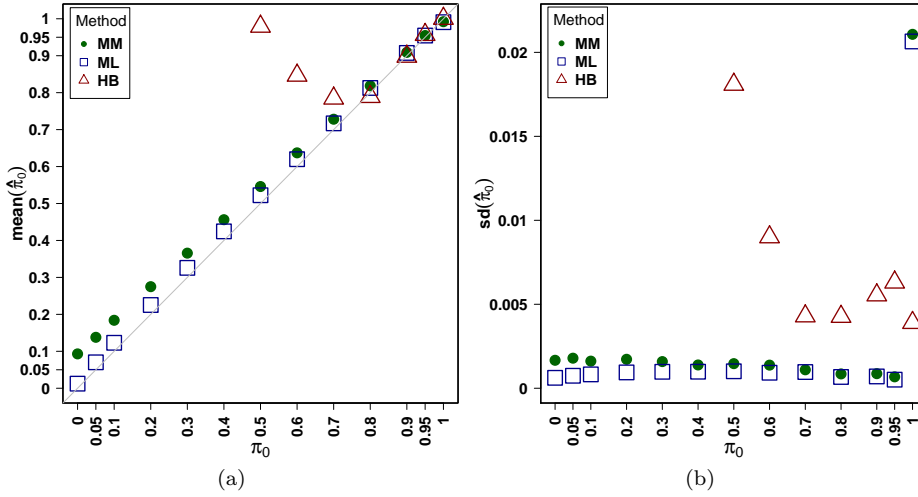 Method
MM
ML
HB
1
0.95
0.9
0.8
0.7
0.6
0.5
0.4
0.3
0.2
0.1
0.05
0
mean(π̂₀)
0 0.05 0.1 0.2 0.3 0.4 0.5 0.6 0.7 0.8 0.9 0.95 1
π₀
(a)
Method
MM
ML
HB
0.02
0.015
0.01
0.005
0
sd(π̂₀)
0 0.05 0.1 0.2 0.3 0.4 0.5 0.6 0.7 0.8 0.9 0.95 1
π₀
(b)